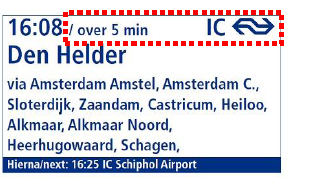 16:08 / over 5 min IC
Den Helder
via Amsterdam Amstel, Amsterdam C.,
Sloterdijk, Zaandam, Castricum, Heiloo,
Alkmaar, Alkmaar Noord,
Heerhugowaard, Schagen,
Hierna/next: 16:25 IC Schiphol Airport